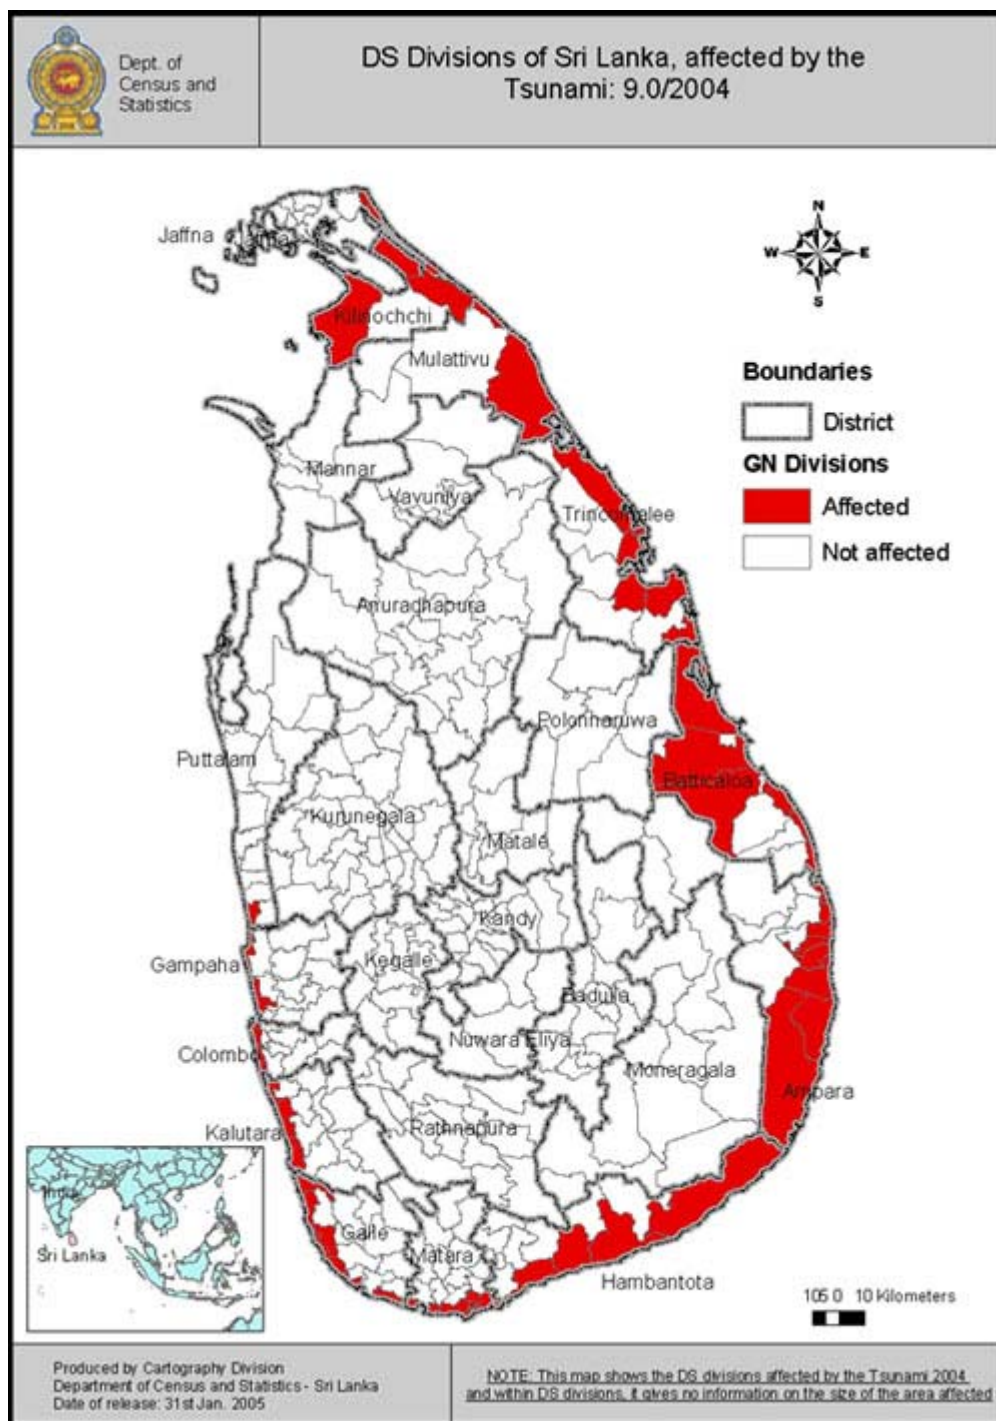 Dept. of
Census and
Statistics
DS Divisions of Sri Lanka, affected by the
Tsunami: 9.0/2004
N
W
E
S
Jaffna
Kilinochchi
Mulattivu
Boundaries
District
GN Divisions
Affected
Not affected
Mannar
Vavuniya
Trincomalee
Anuradhapura
Polonnaruwa
Puttalam
Batticaloa
Kurunegala
Matale
Kandy
Gampaha
Kegalle
Badulla
Colombo
Nuwara Eliya
Moneragala
Ampara
Kalutara
Rathnapura
India
Sri Lanka
Galle
Matara
Hambantota
105 0 10 Kilometers
Produced by Cartography Division
Department of Census and Statistics - Sri Lanka
Date of release: 31st Jan. 2005
NOTE: This map shows the DS divisions affected by the Tsunami 2004
and within DS divisions, it gives no information on the size of the area affected